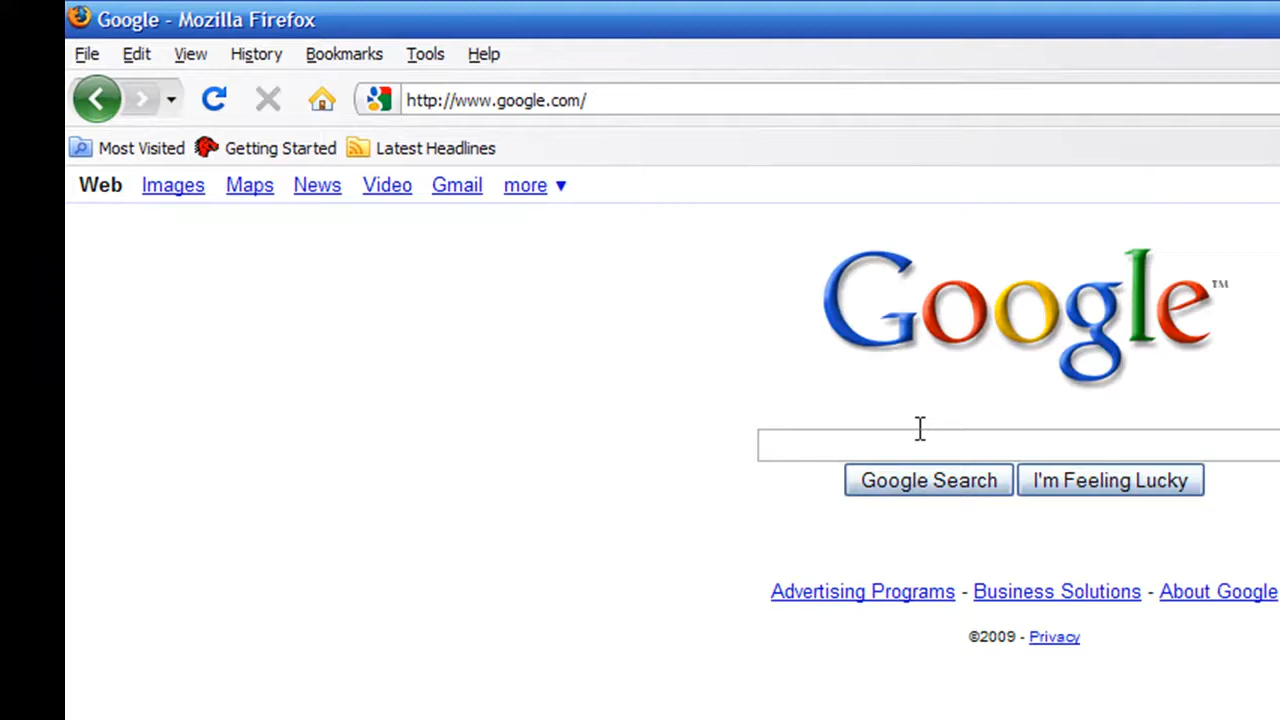 Google - Mozilla Firefox
File Edit View History Bookmarks Tools Help
http://www.google.com/
Most Visited Getting Started Latest Headlines
Web Images Maps News Video Gmail more ▼
Google™
Google Search I'm Feeling Lucky
Advertising Programs - Business Solutions - About Google
©2009 - Privacy